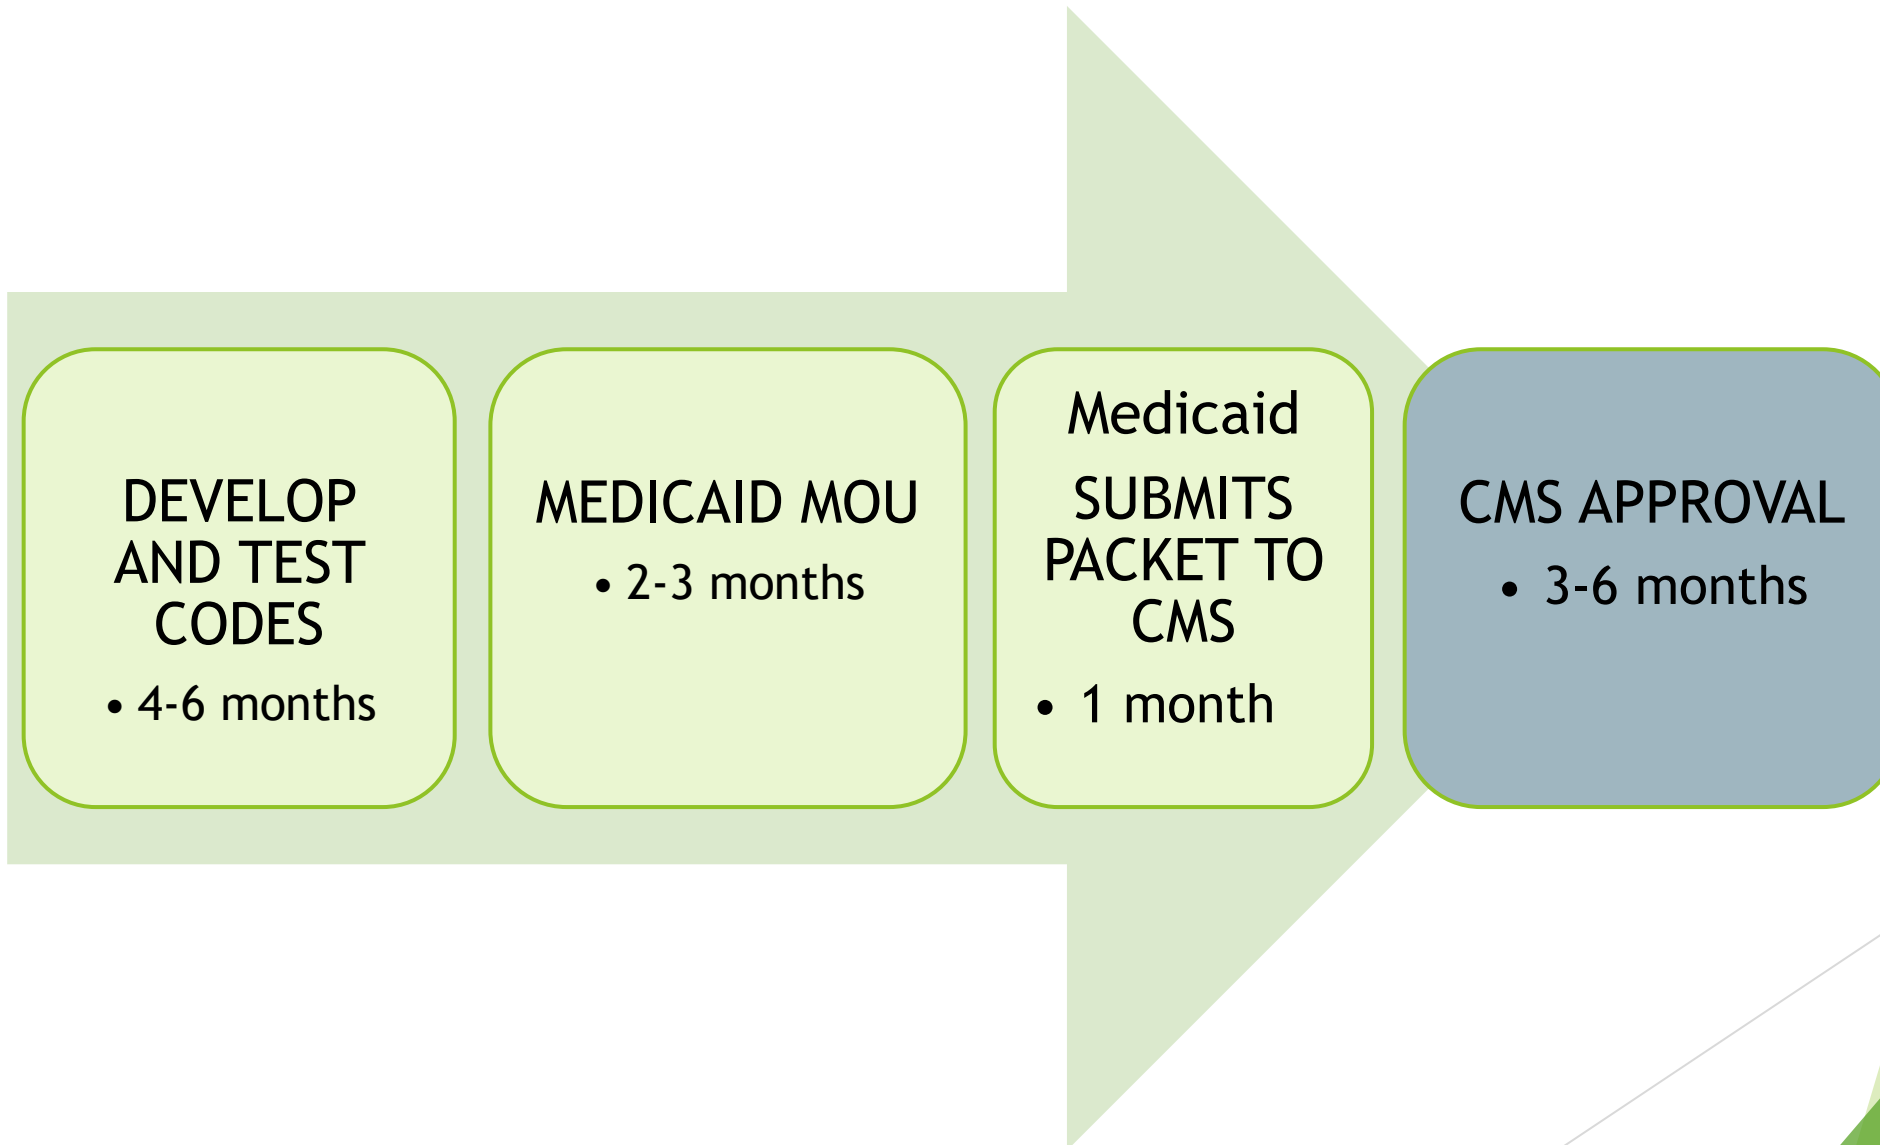 DEVELOP
AND TEST
CODES
• 4-6 months
MEDICAID MOU
• 2-3 months
Medicaid
SUBMITS
PACKET TO
CMS
• 1 month
CMS APPROVAL
• 3-6 months